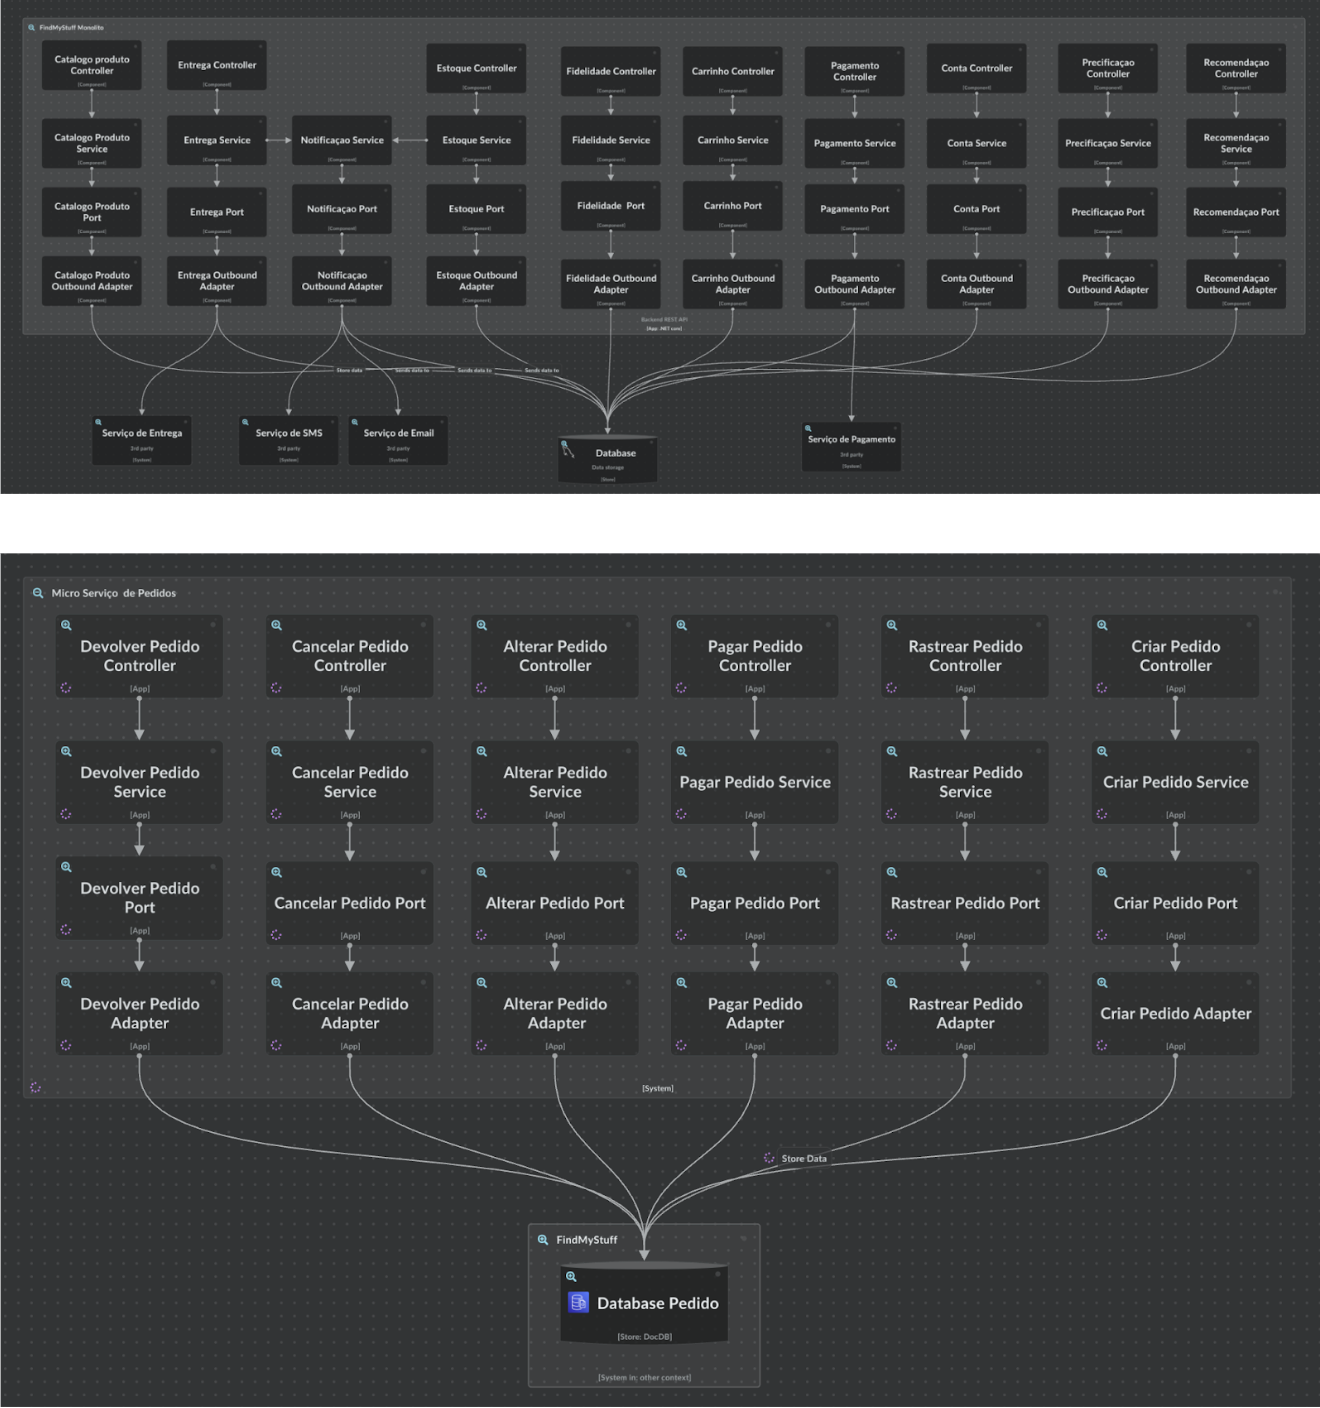 FindMyStuff Monolito
Catalogo produto
Controller
[Component]
Entrega Controller
[Component]
Estoque Controller
[Component]
Fidelidade Controller
[Component]
Carrinho Controller
[Component]
Pagamento
Controller
[Component]
Conta Controller
[Component]
Precificaçao
Controller
[Component]
Recomendaçao
Controller
[Component]
Catalogo Produto
Service
[Component]
Entrega Service
[Component]
Notificaçao Service
[Component]
Estoque Service
[Component]
Fidelidade Service
[Component]
Carrinho Service
[Component]
Pagamento Service
[Component]
Conta Service
[Component]
Precificaçao Service
[Component]
Recomendaçao
Service
[Component]
Catalogo Produto
Port
[Component]
Entrega Port
[Component]
Notificaçao Port
[Component]
Estoque Port
[Component]
Fidelidade Port
[Component]
Carrinho Port
[Component]
Pagamento Port
[Component]
Conta Port
[Component]
Precificaçao Port
[Component]
Recomendaçao Port
[Component]
Catalogo Produto
Outbound Adapter
[Component]
Entrega Outbound
Adapter
[Component]
Notificaçao
Outbound Adapter
[Component]
Estoque Outbound
Adapter
[Component]
Fidelidade Outbound
Adapter
[Component]
Carrinho Outbound
Adapter
[Component]
Pagamento
Outbound Adapter
[Component]
Conta Outbound
Adapter
[Component]
Precificaçao
Outbound Adapter
[Component]
Recomendaçao
Outbound Adapter
[Component]
Backend REST API
[App: .NET core]
Store data
Sends data to
Sends data to
Sends data to
Serviço de Entrega
3rd party
[System]
Serviço de SMS
3rd party
[System]
Serviço de Email
3rd party
[System]
Database
Data storage
[Store]
Serviço de Pagamento
3rd party
[System]
Micro Serviço de Pedidos
Devolver Pedido
Controller
[App]
Cancelar Pedido
Controller
[App]
Alterar Pedido
Controller
[App]
Pagar Pedido
Controller
[App]
Rastrear Pedido
Controller
[App]
Criar Pedido
Controller
[App]
Devolver Pedido
Service
[App]
Cancelar Pedido
Service
[App]
Alterar Pedido
Service
[App]
Pagar Pedido Service
[App]
Rastrear Pedido
Service
[App]
Criar Pedido Service
[App]
Devolver Pedido
Port
[App]
Cancelar Pedido Port
[App]
Alterar Pedido Port
[App]
Pagar Pedido Port
[App]
Rastrear Pedido Port
[App]
Criar Pedido Port
[App]
Devolver Pedido
Adapter
[App]
Cancelar Pedido
Adapter
[App]
Alterar Pedido
Adapter
[App]
Pagar Pedido
Adapter
[App]
Rastrear Pedido
Adapter
[App]
Criar Pedido Adapter
[App]
[System]
Store Data
FindMyStuff
Database Pedido
[Store: DocDB]
[System in: other context]